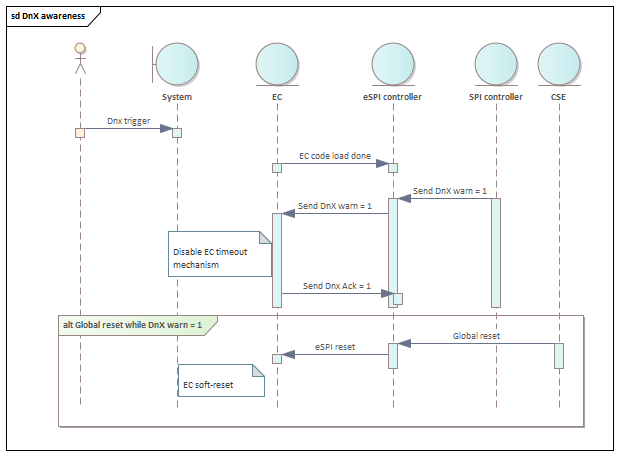 sd DnX awareness
System
EC
eSPI controller
SPI controller
CSE
Dnx trigger
EC code load done
Send DnX warn = 1
Send DnX warn = 1
Disable EC timeout
mechanism
Send Dnx Ack = 1
alt Global reset while DnX warn = 1
Global reset
eSPI reset
EC soft-reset